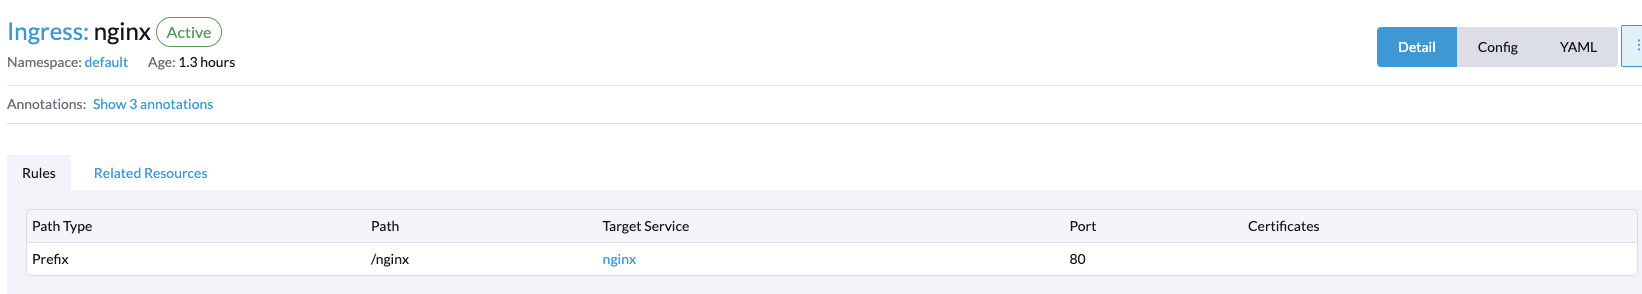 Ingress: nginx Active
Detail Config YAML
Namespace: default Age: 1.3 hours
Annotations: Show 3 annotations
Rules Related Resources
Path Type Path Target Service Port Certificates
Prefix /nginx nginx 80